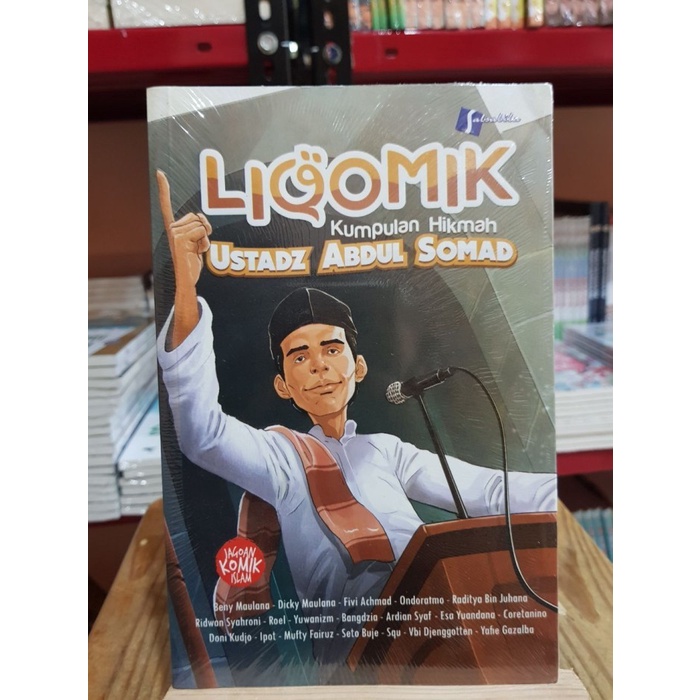 Salsabila
LIQOMIK
Kumpulan Hikmah
USTADZ ABDUL SOMAD
JAGOAN
KOMIK
ISLAM
Beny Maulana - Dicky Maulana - Fivi Achmad - Ondoratmo - Raditya Bin Juhana
Ridwan Syahroni - Roel - Yuwanizm - Bangdzia - Ardian Syaf - Esa Yuandana - Coretanino
Doni Kudjo - Ipot - Mufty Fairuz - Seto Buje - Squ - Vbi Djenggotten - Yafie Gazalba